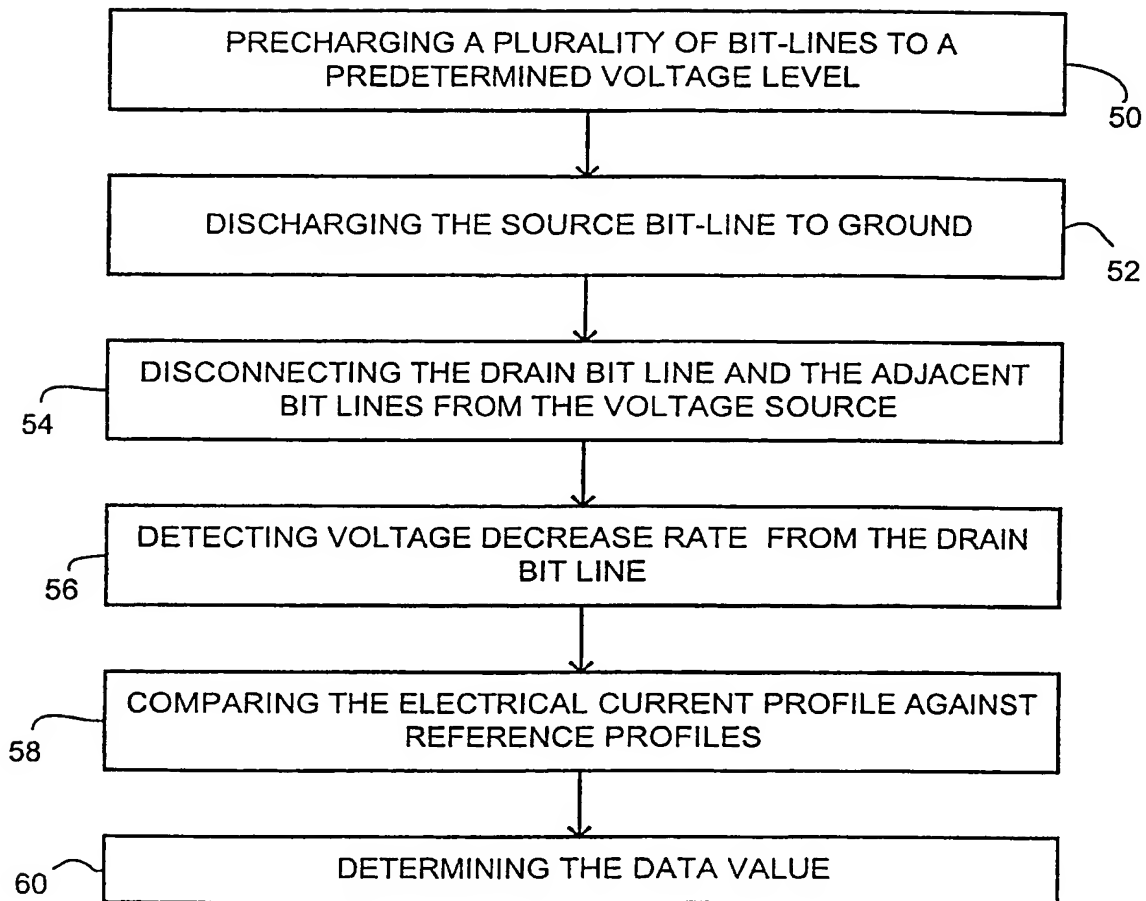 PRECHARGING A PLURALITY OF BIT-LINES TO A
PREDETERMINED VOLTAGE LEVEL
50
DISCHARGING THE SOURCE BIT-LINE TO GROUND
52
DISCONNECTING THE DRAIN BIT LINE AND THE ADJACENT
BIT LINES FROM THE VOLTAGE SOURCE
54
DETECTING VOLTAGE DECREASE RATE FROM THE DRAIN
BIT LINE
56
COMPARING THE ELECTRICAL CURRENT PROFILE AGAINST
REFERENCE PROFILES
58
DETERMINING THE DATA VALUE
60